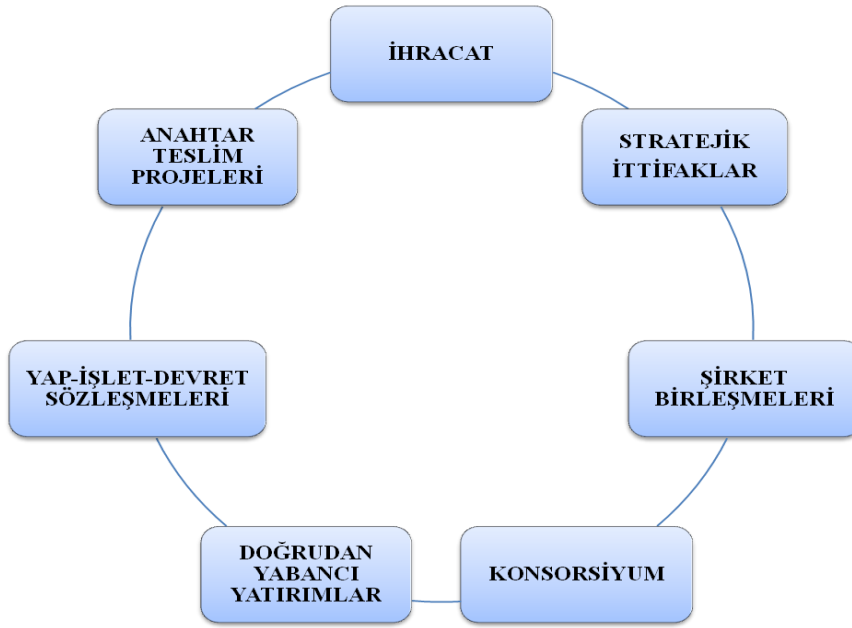 İHRACAT
STRATEJİK
İTTİFAKLAR
ŞİRKET
BİRLEŞMELERİ
KONSORSİYUM
DOĞRUDAN
YABANCI
YATIRIMLAR
YAP-İŞLET-DEVRET
SÖZLEŞMELERİ
ANAHTAR
TESLİM
PROJELERİ